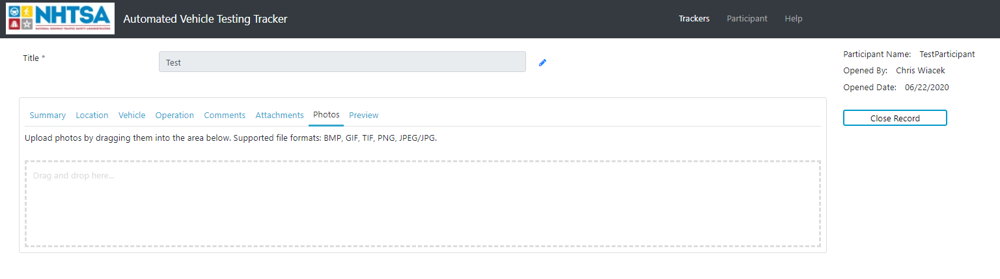 NHTSA
NATIONAL HIGHWAY TRAFFIC SAFETY ADMINISTRATION
Automated Vehicle Testing Tracker
Trackers Participant Help
Title *
Test
Participant Name: TestParticipant
Opened By: Chris Wiacek
Opened Date: 06/22/2020
Close Record
Summary Location Vehicle Operation Comments Attachments Photos Preview
Upload photos by dragging them into the area below. Supported file formats: BMP, GIF, TIF, PNG, JPEG/JPG.
Drag and drop here...